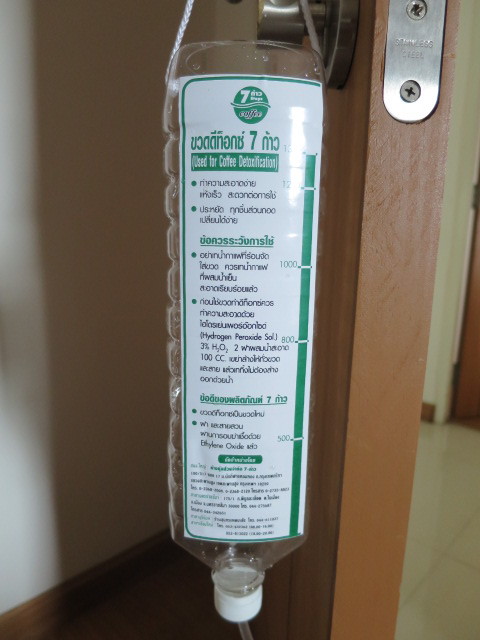 7 ก้าว
Steps
coffee
ขวดดีท็อกซ์ 7 ก้าว
(Used for Coffee Detoxification)
ทำความสะอาดง่าย
แห้งเร็ว สะดวกต่อการใช้
ประหยัด ทุกชิ้นส่วนถอด
เปลี่ยนได้ง่าย
ข้อควรระวังการใช้
อย่าเทน้ำกาแฟที่ร้อนจัด
ใส่ขวด ควรเทน้ำกาแฟ
ที่ผสมน้ำเย็น
สะอาดเรียบร้อยแล้ว
1000
ก่อนใช้ขวดทำดีท็อกซ์ควร
ทำความสะอาดด้วย
ไฮโดรเยนเพอร์อ๊อกไซด์
(Hydrogen Peroxide Sol.)
800
3% H₂O₂ 2 ฝาผสมน้ำสะอาด
100 CC. เขย่าล้างให้ทั่วขวด
และสาย แล้วเททิ้งไม่ต้องล้าง
ออกด้วยน้ำ
ข้อดีของผลิตภัณฑ์ 7 ก้าว
ขวดดีท็อกซ์เป็นขวดใหม่
ฝา และสายสวน
ผ่านการอบฆ่าเชื้อด้วย
Ethylene Oxide แล้ว
500
STAINLESS